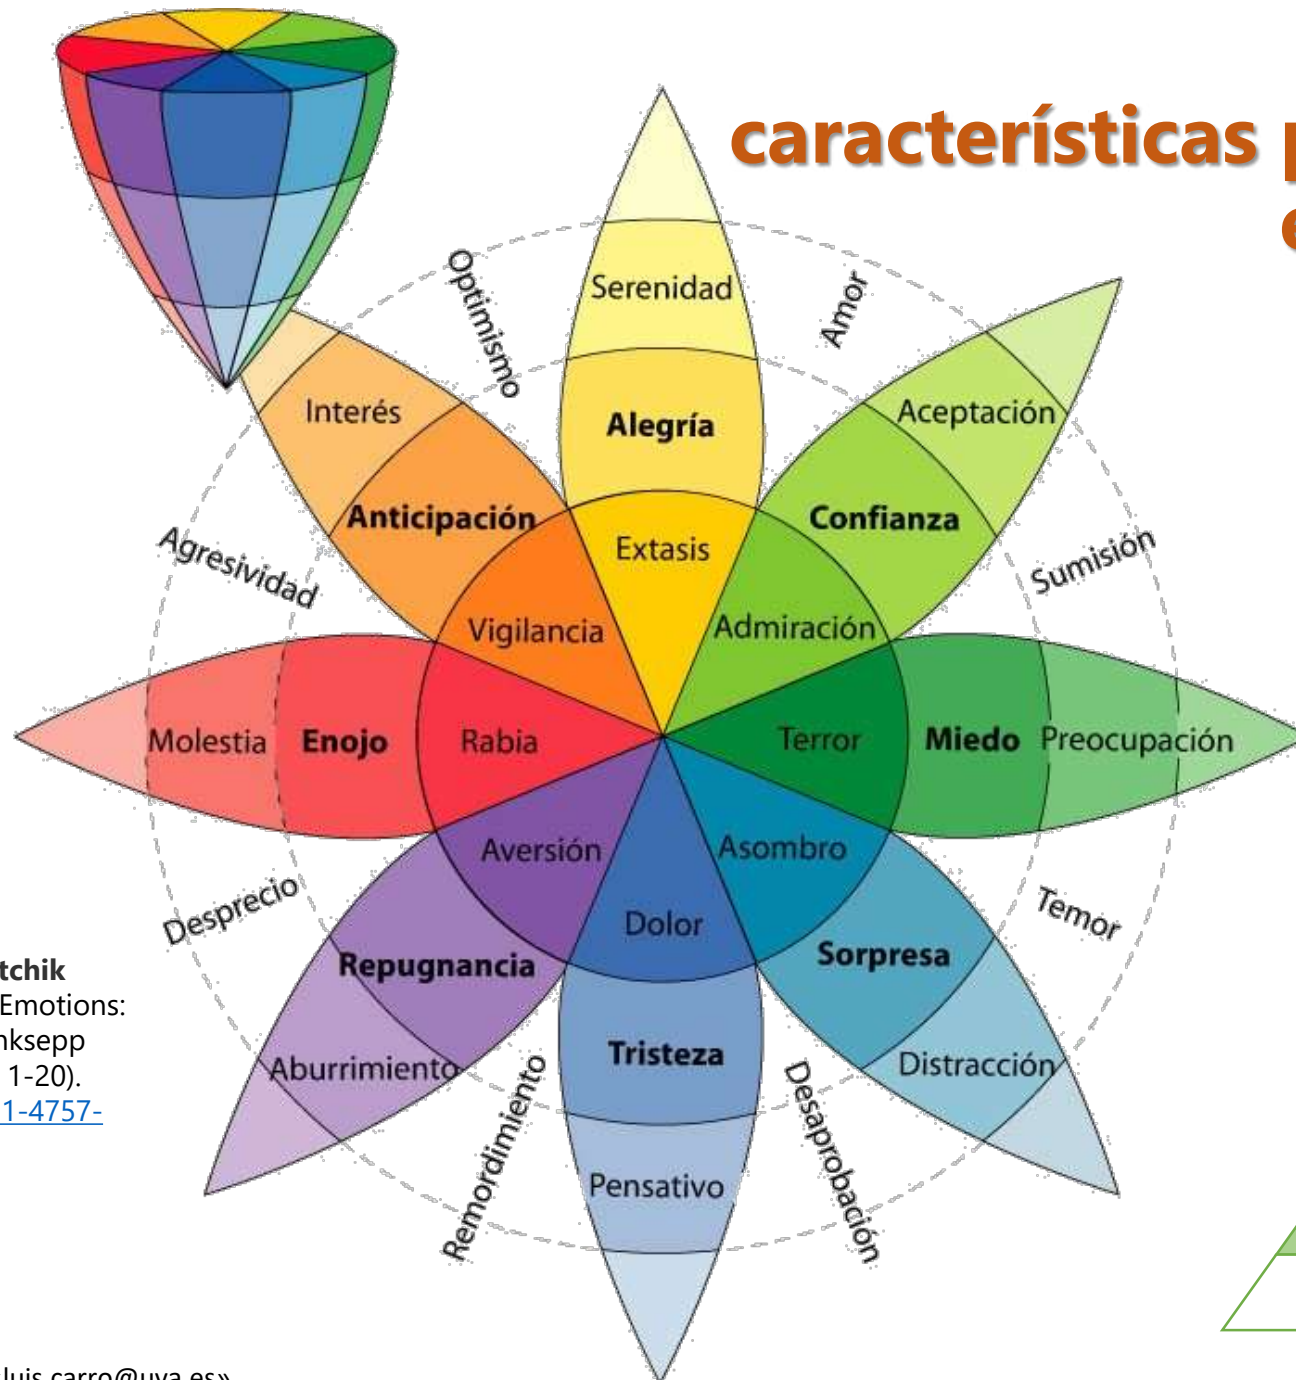 características
Optimismo
Serenidad
Amor
Interés
Aceptación
Alegría
Anticipación
Confianza
Extasis
Agresividad
Sumisión
Vigilancia
Admiración
Molestia
Enojo
Rabia
Terror
Miedo
Preocupación
Aversión
Asombro
Desprecio
Dolor
Temor
Repugnancia
Sorpresa
tchik
Emotions:
nksepp
1-20).
1-4757-
Tristeza
Aburrimiento
Distracción
Remordimiento
Desaprobación
Pensativo
luis.carro@uva.es»